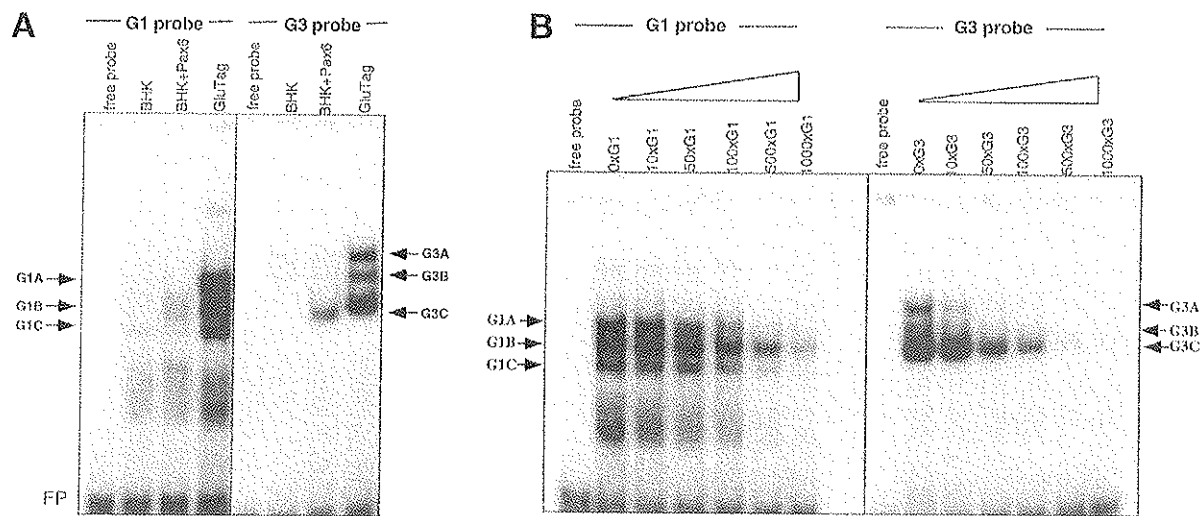 A
G1 probe
G3 probe
free probe
BHK
BHK+Pax6
GluTag
free probe
BHK
BHK+Pax6
GluTag
G1A
G1B
G1C
G3A
G3B
G3C
FP
B
G1 probe
G3 probe
free probe
0xG1
10xG1
50xG1
100xG1
500xG1
1000xG1
free probe
0xG3
10xG3
50xG3
100xG3
500xG3
1000xG3
G1A
G1B
G1C
G3A
G3B
G3C